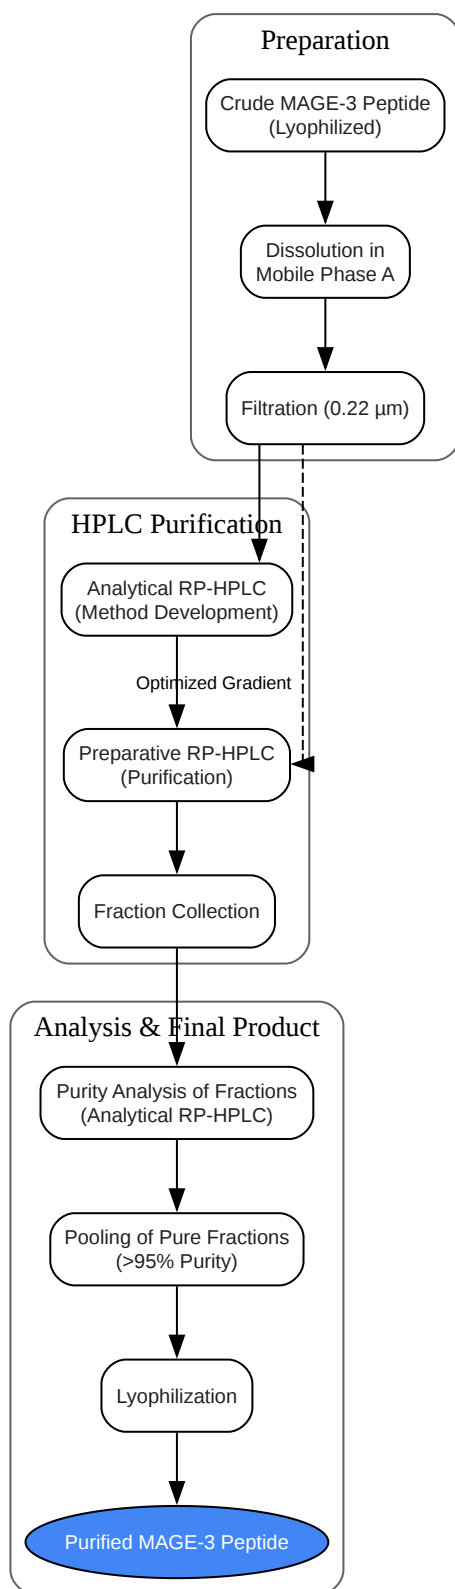 Preparation
Crude MAGE-3 Peptide
(Lyophilized)
Dissolution in
Mobile Phase A
Filtration (0.22 µm)
HPLC Purification
Analytical RP-HPLC
(Method Development)
Optimized Gradient
Preparative RP-HPLC
(Purification)
Fraction Collection
Analysis & Final Product
Purity Analysis of Fractions
(Analytical RP-HPLC)
Pooling of Pure Fractions
(>95% Purity)
Lyophilization
Purified MAGE-3 Peptide